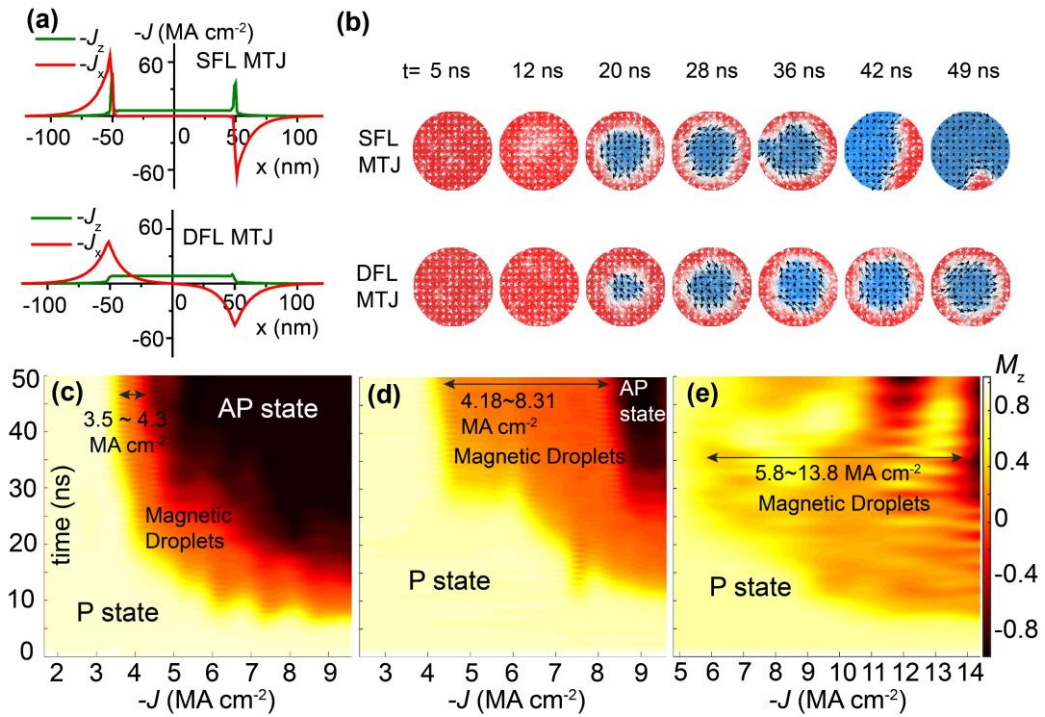 (a)
-J (MA cm⁻²)
-Jz
-Jx
60
SFL MTJ
-100 -50 0 50 100
-60
x (nm)
-Jz
-Jx
60
DFL MTJ
-100 -50 0 50 100
-60
x (nm)
(b)
t= 5 ns 12 ns 20 ns 28 ns 36 ns 42 ns 49 ns
SFL
MTJ
DFL
MTJ
(c)
50
40
30
20
10
0
time (ns)
3.5 ~ 4.3
MA cm⁻²
AP state
Magnetic
Droplets
P state
2 3 4 5 6 7 8 9
-J (MA cm⁻²)
(d)
4.18~8.31
MA cm⁻²
Magnetic Droplets
AP
state
P state
3 4 5 6 7 8 9
-J (MA cm⁻²)
(e)
5.8~13.8 MA cm⁻²
Magnetic Droplets
P state
5 6 7 8 9 10 11 12 13 14
-J (MA cm⁻²)
Mz
0.8
0.4
0
-0.4
-0.8